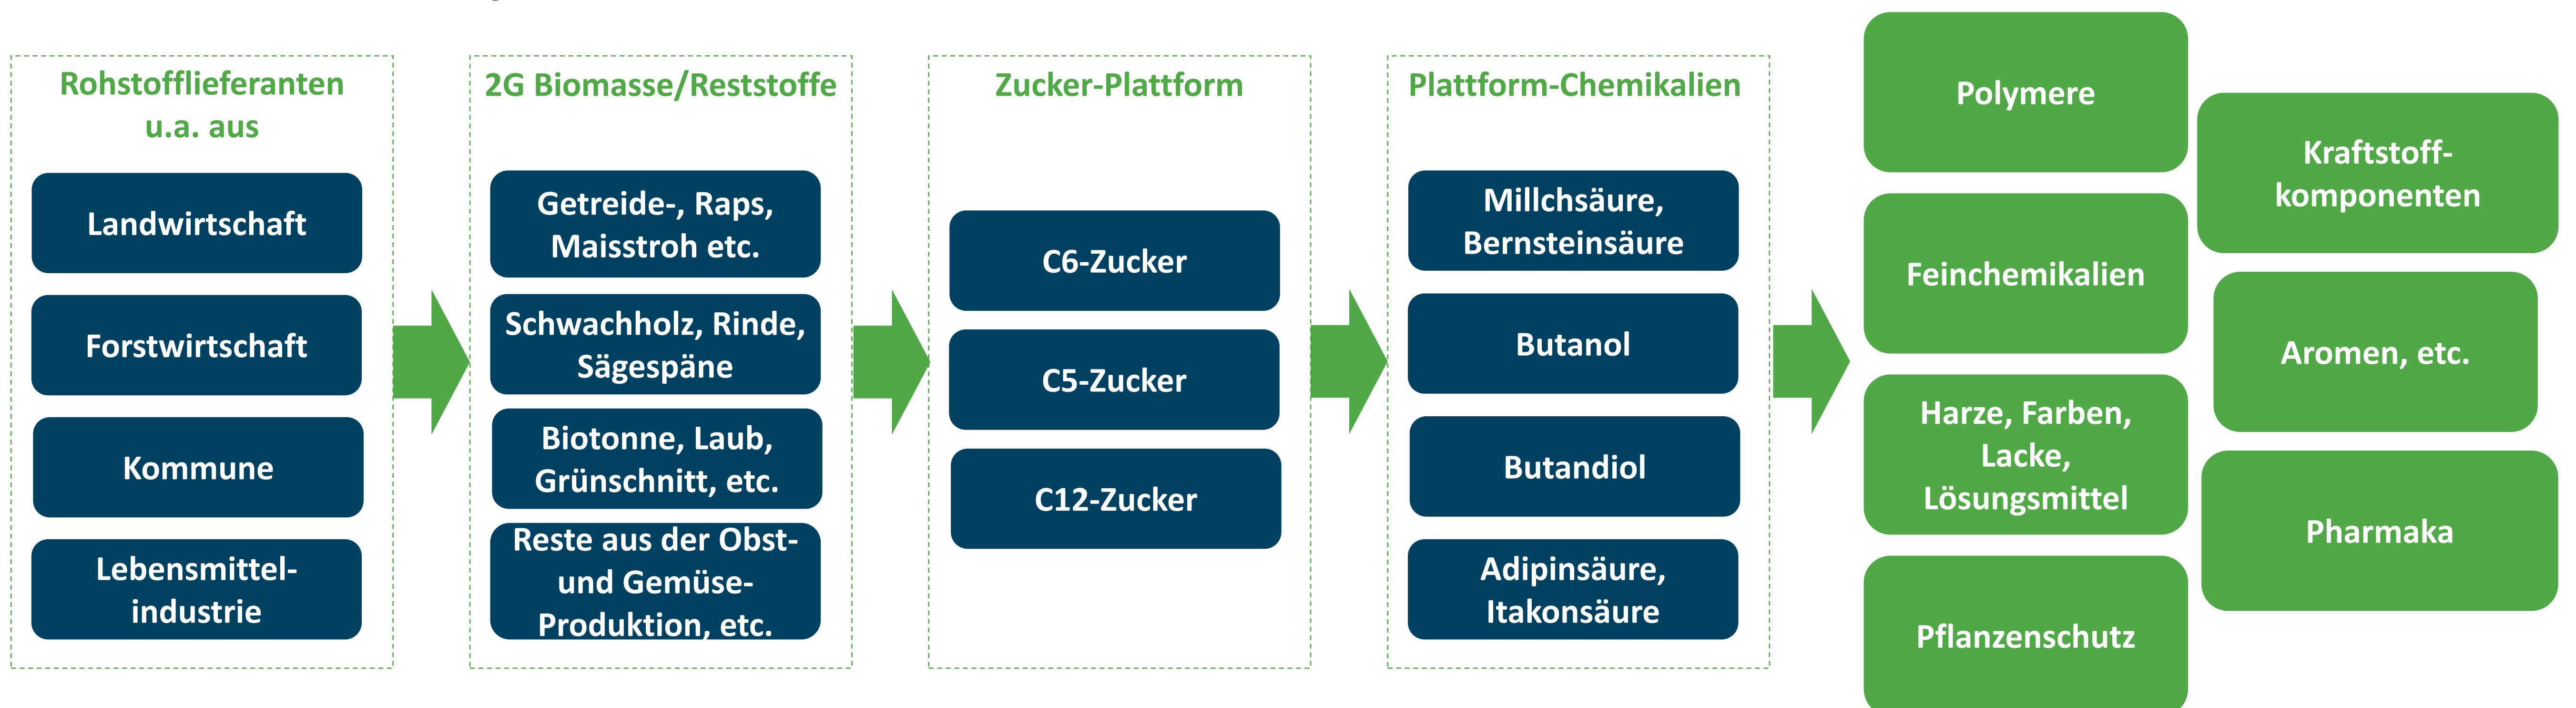 Rohstofflieferanten
u.a. aus
Landwirtschaft
Forstwirtschaft
Kommune
Lebensmittel-
industrie
2G Biomasse/Reststoffe
Getreide-, Raps,
Maisstroh etc.
Schwachholz, Rinde,
Sägespäne
Biotonne, Laub,
Grünschnitt, etc.
Reste aus der Obst-
und Gemüse-
Produktion, etc.
Zucker-Plattform
C6-Zucker
C5-Zucker
C12-Zucker
Plattform-Chemikalien
Millchsäure,
Bernsteinsäure
Butanol
Butandiol
Adipinsäure,
Itakonsäure
Polymere
Feinchemikalien
Harze, Farben,
Lacke,
Lösungsmittel
Pflanzenschutz
Kraftstoff-
komponenten
Aromen, etc.
Pharmaka